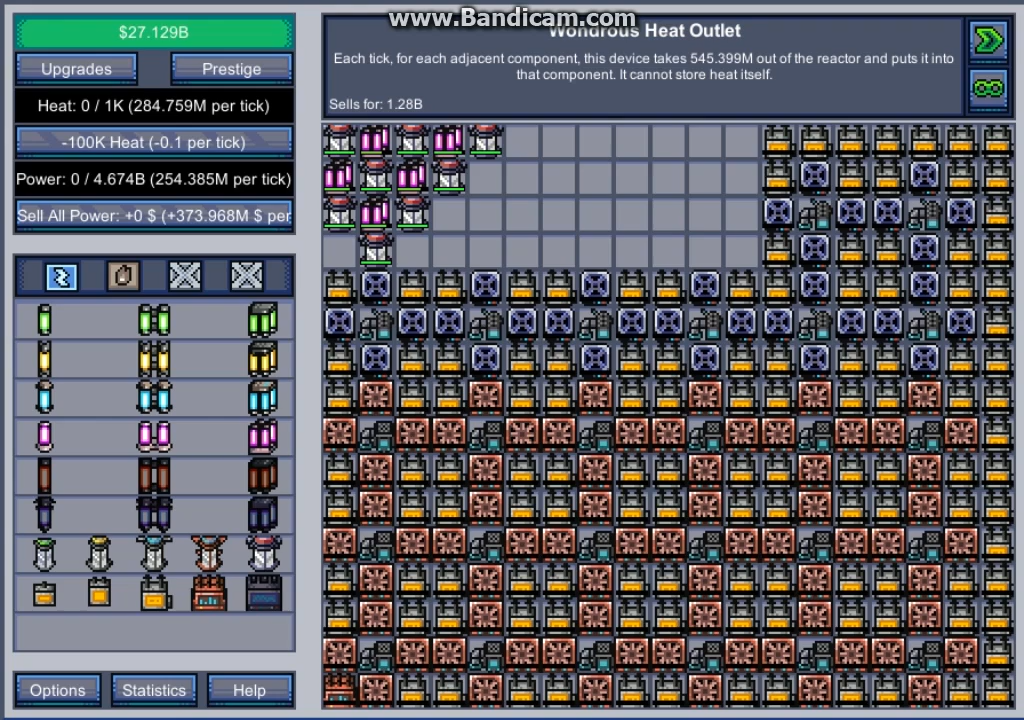 www.Bandicam.com
$27.129B
Upgrades
Prestige
Heat: 0 / 1K (284.759M per tick)
-100K Heat (-0.1 per tick)
Power: 0 / 4.674B (254.385M per tick)
Sell All Power: +0 $ (+373.968M $ per
Wondrous Heat Outlet
Each tick, for each adjacent component, this device takes 545.399M out of the reactor and puts it into
that component. It cannot store heat itself.
Sells for: 1.28B
Options
Statistics
Help